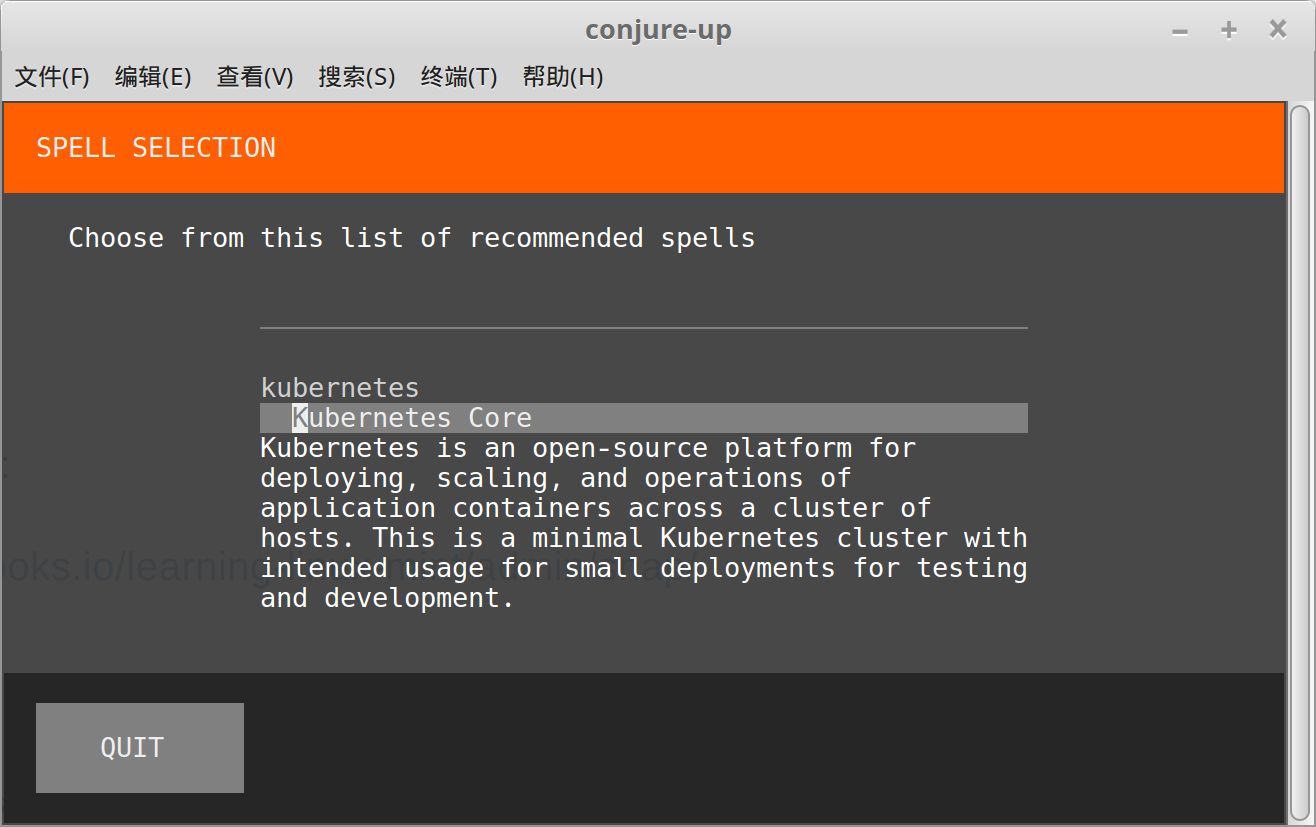 conjure-up
文件(F) 编辑(E) 查看(V) 搜索(S) 终端(T) 帮助(H)
SPELL SELECTION
Choose from this list of recommended spells
kubernetes
Kubernetes Core
Kubernetes is an open-source platform for
deploying, scaling, and operations of
application containers across a cluster of
hosts. This is a minimal Kubernetes cluster with
intended usage for small deployments for testing
and development.
QUIT